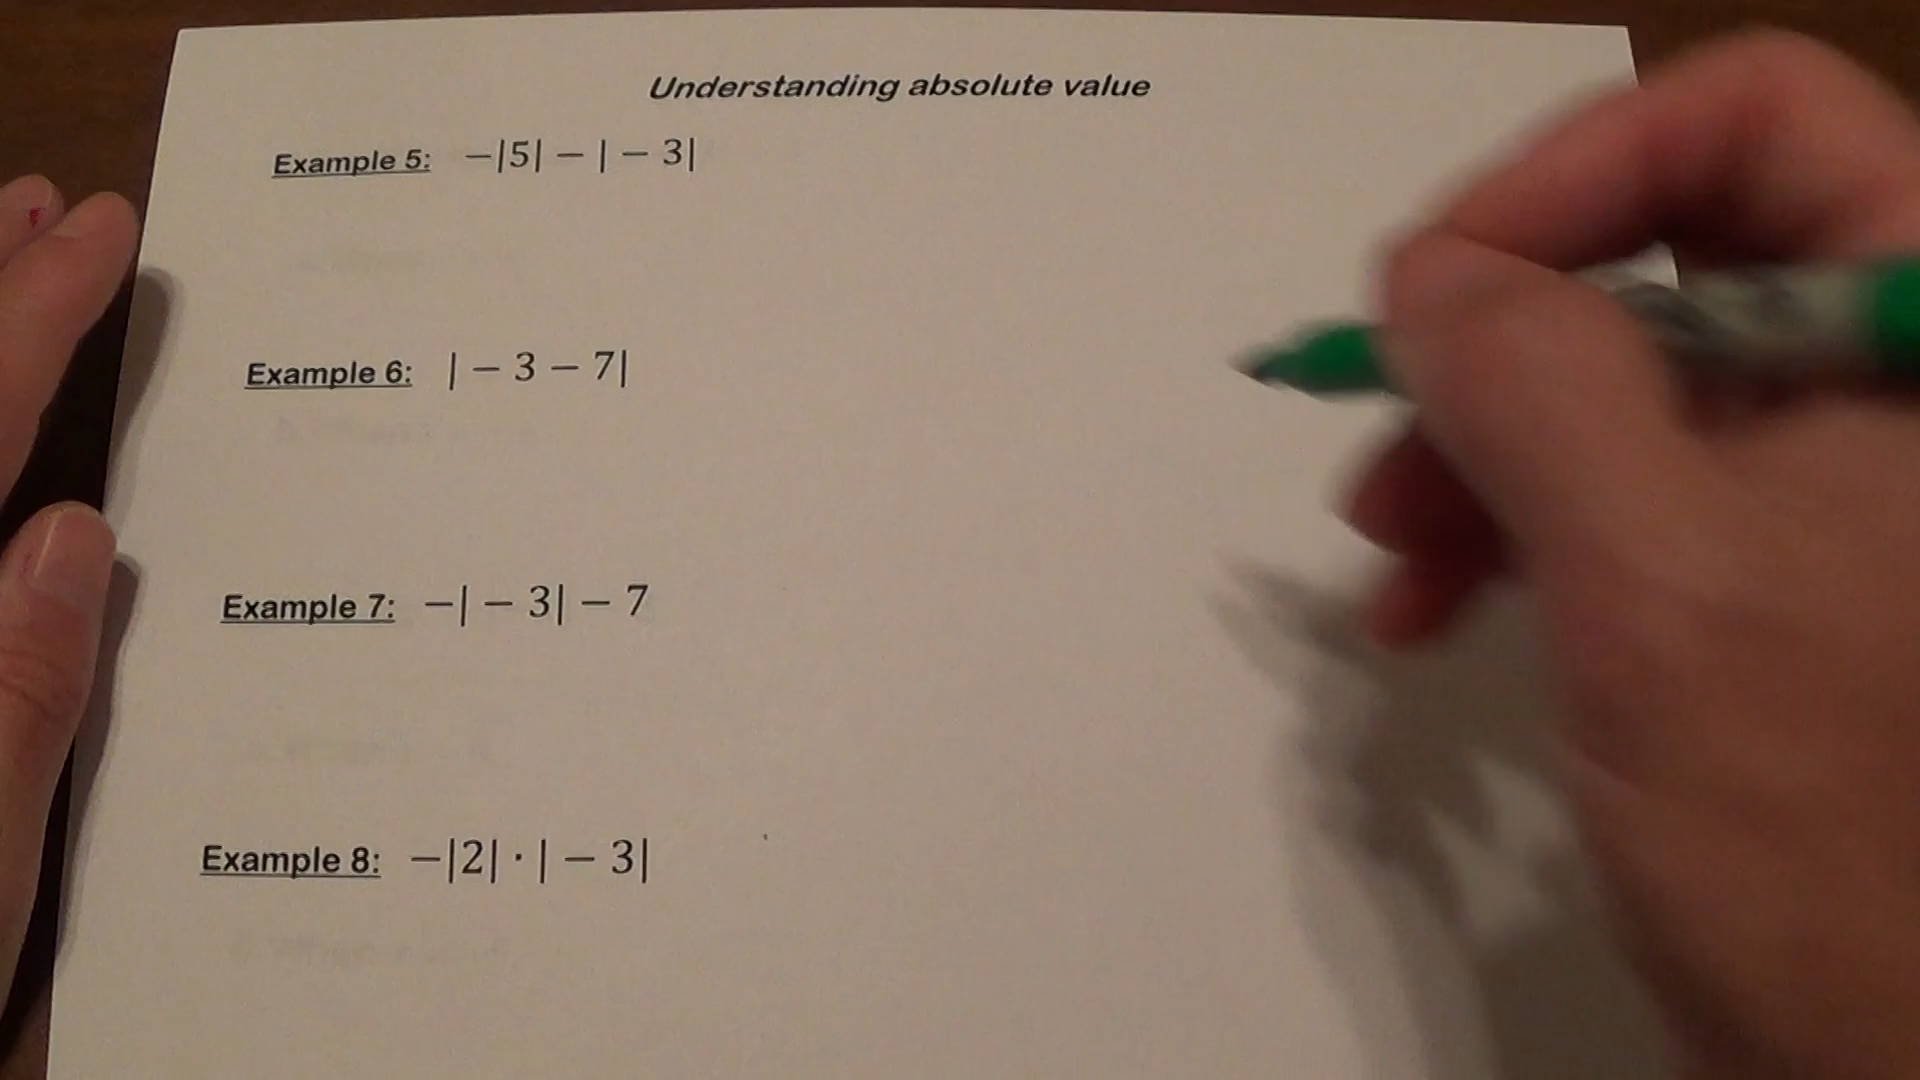 Understanding absolute value
Example 5: −|5| − | − 3|
Example 6: | − 3 − 7|
Example 7: −| − 3| − 7
Example 8: −|2| · | − 3|